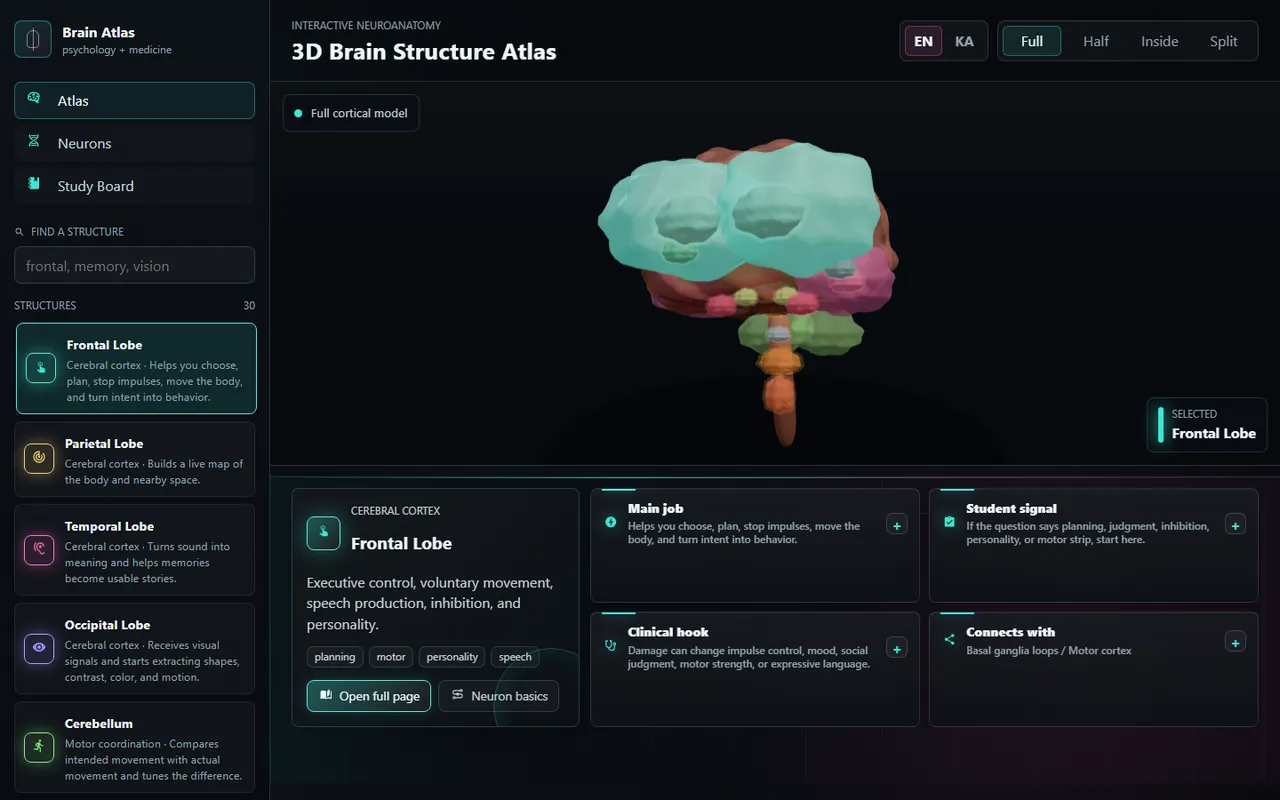 Brain Atlas
psychology + medicine
Atlas
Neurons
Study Board
FIND A STRUCTURE
frontal, memory, vision
STRUCTURES 30
Frontal Lobe
Cerebral cortex · Helps you choose,
plan, stop impulses, move the body,
and turn intent into behavior.
Parietal Lobe
Cerebral cortex · Builds a live map of
the body and nearby space.
Temporal Lobe
Cerebral cortex · Turns sound into
meaning and helps memories
become usable stories.
Occipital Lobe
Cerebral cortex · Receives visual
signals and starts extracting shapes,
contrast, color, and motion.
Cerebellum
Motor coordination · Compares
intended movement with actual
movement and tunes the difference.
INTERACTIVE NEUROANATOMY
3D Brain Structure Atlas
EN KA Full Half Inside Split
Full cortical model
SELECTED
Frontal Lobe
CEREBRAL CORTEX
Frontal Lobe
Executive control, voluntary movement,
speech production, inhibition, and
personality.
planning motor personality speech
Open full page Neuron basics
Main job
Helps you choose, plan, stop impulses, move the
body, and turn intent into behavior.
+
Student signal
If the question says planning, judgment, inhibition,
personality, or motor strip, start here.
+
Clinical hook
Damage can change impulse control, mood, social
judgment, motor strength, or expressive language.
+
Connects with
Basal ganglia loops / Motor cortex
+